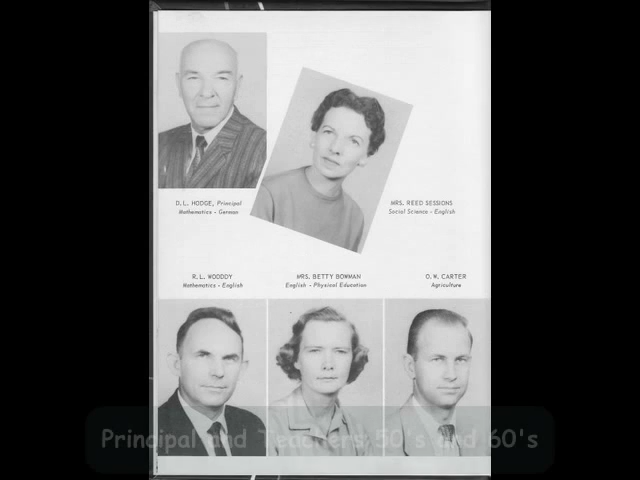 D. L. HODGE, Principal
Mathematics - German
MRS. REED SESSIONS
Social Science - English
R. L. WOODDY
Mathematics - English
MRS. BETTY BOWMAN
English - Physical Education
O. W. CARTER
Agriculture
Principal and Teachers 50's and 60's